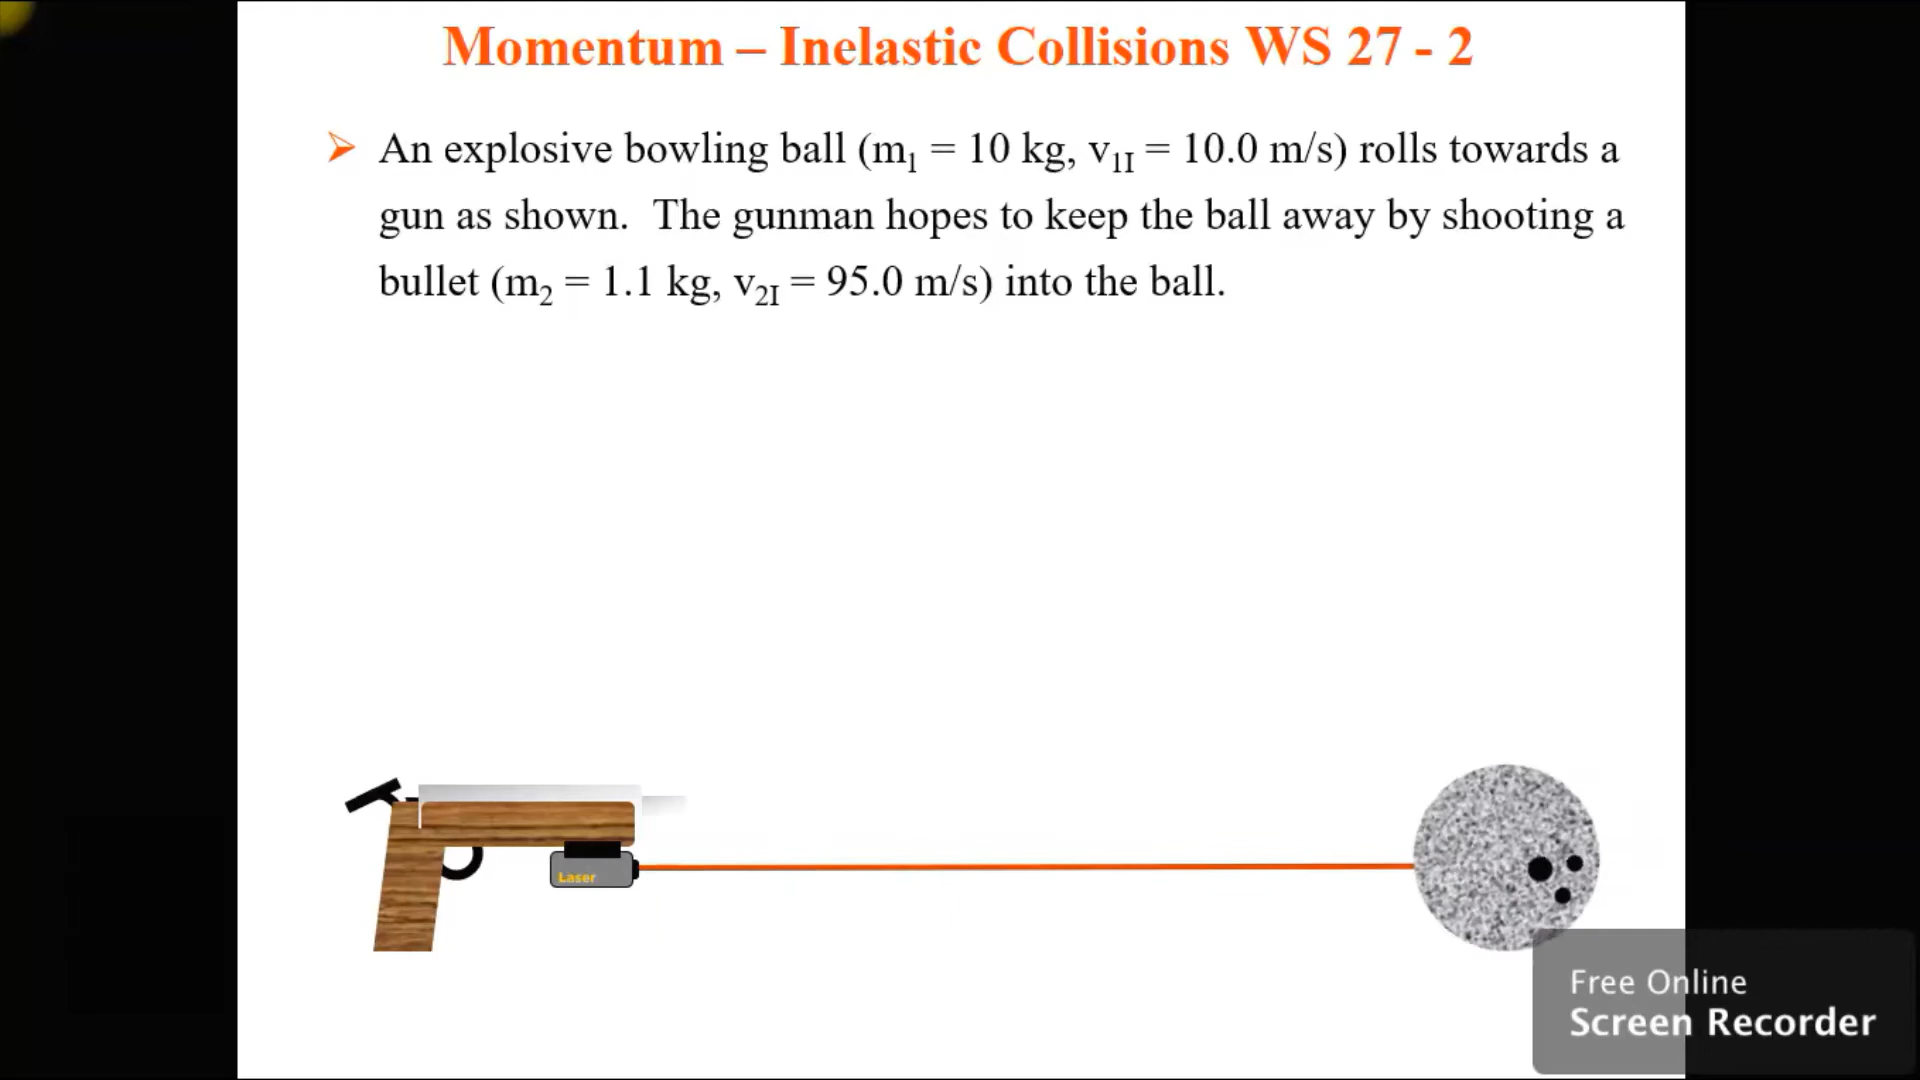 Momentum – Inelastic Collisions WS 27 - 2
➢ An explosive bowling ball (m₁ = 10 kg, v₁I = 10.0 m/s) rolls towards a
gun as shown.  The gunman hopes to keep the ball away by shooting a
bullet (m₂ = 1.1 kg, v₂I = 95.0 m/s) into the ball.
Laser
Free Online
Screen Recorder